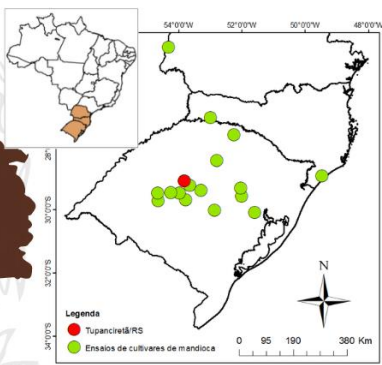 54°0'0"W 52°0'0"W 50°0'0"W 48°0'0"W
28°
30°0'0"S
32°0'0"S
34°0'0"S
N
Legenda
Tupanciretã/RS
Ensaios de cultivares de mandioca
0 95 190 380 Km